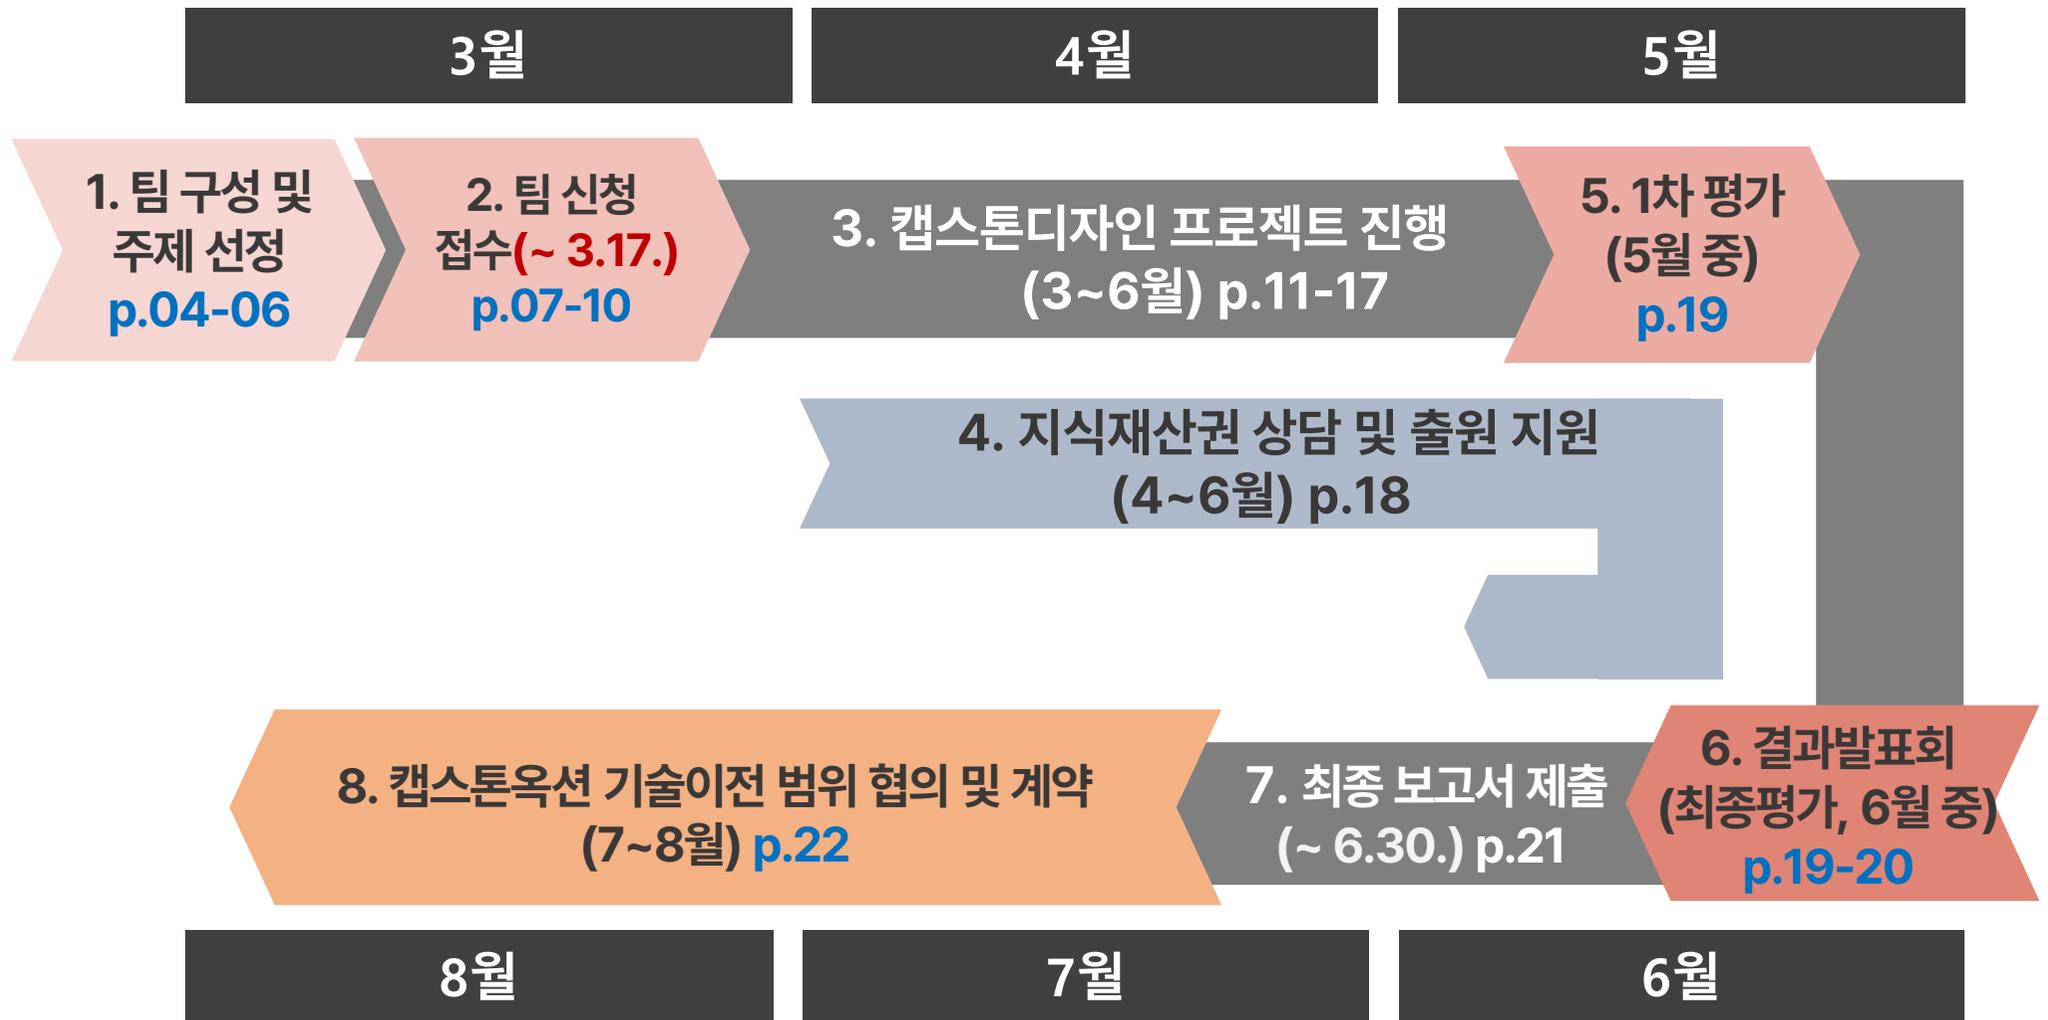 3월
4월
5월
1. 팀 구성 및
주제 선정
p.04-06
2. 팀 신청
접수(~ 3.17.)
p.07-10
3. 캡스톤디자인 프로젝트 진행
(3~6월) p.11-17
5. 1차 평가
(5월 중)
p.19
4. 지식재산권 상담 및 출원 지원
(4~6월) p.18
6. 결과발표회
(최종평가, 6월 중)
p.19-20
7. 최종 보고서 제출
(~ 6.30.) p.21
8. 캡스톤옥션 기술이전 범위 협의 및 계약
(7~8월) p.22
8월
7월
6월